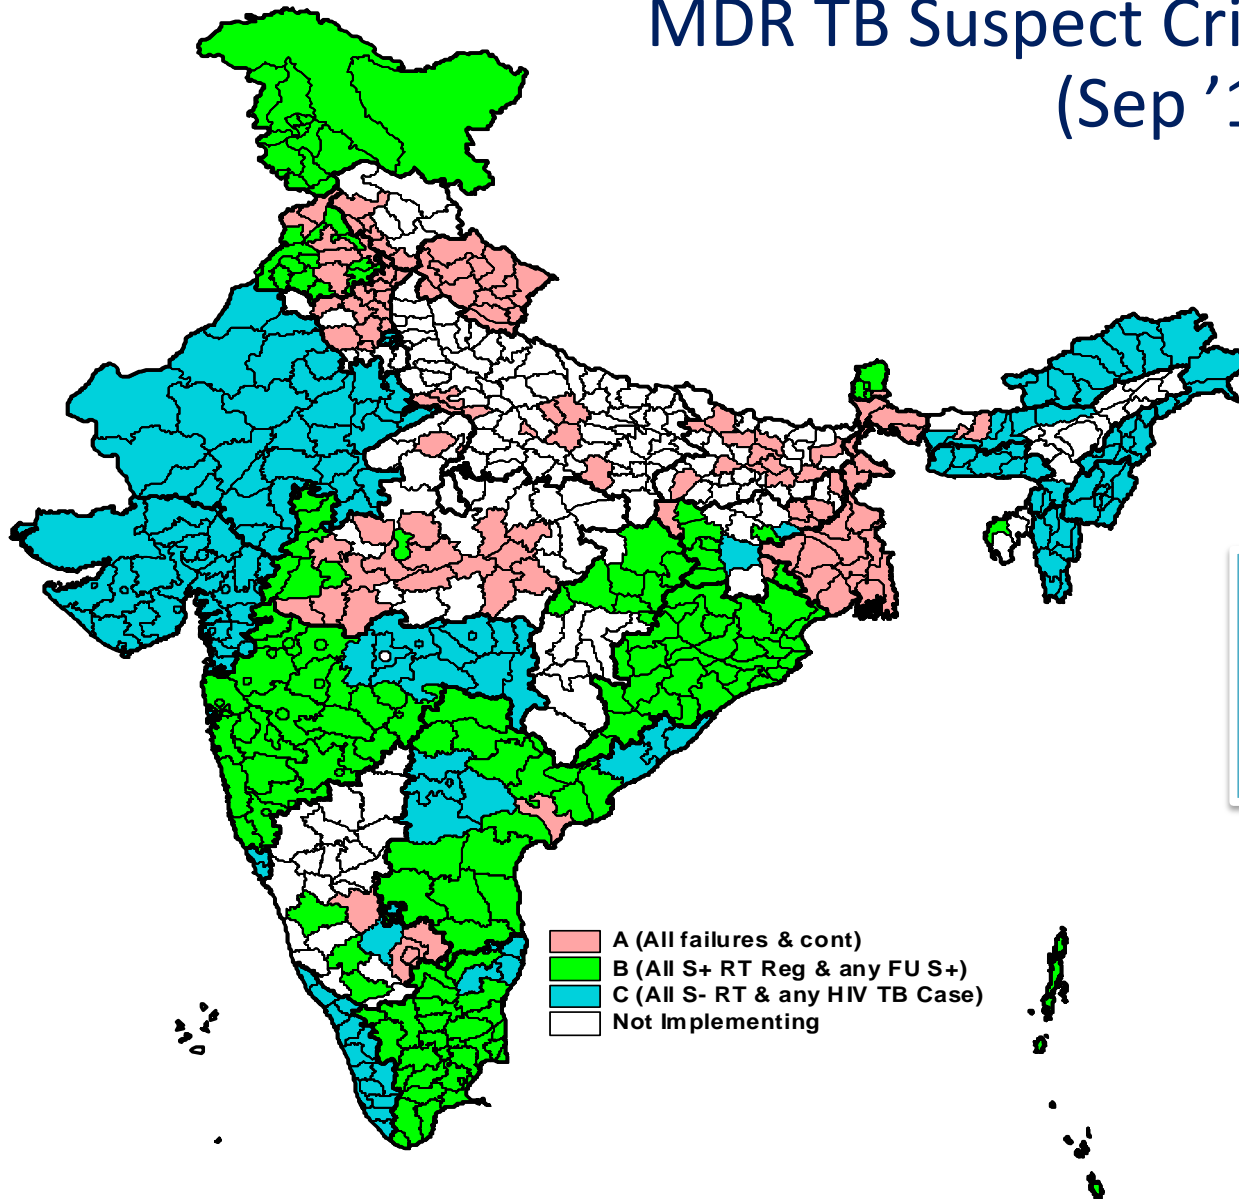 MDR TB Suspect Cri
(Sep ’1
A (All failures & cont)
B (All S+ RT Reg & any FU S+)
C (All S- RT & any HIV TB Case)
Not Implementing